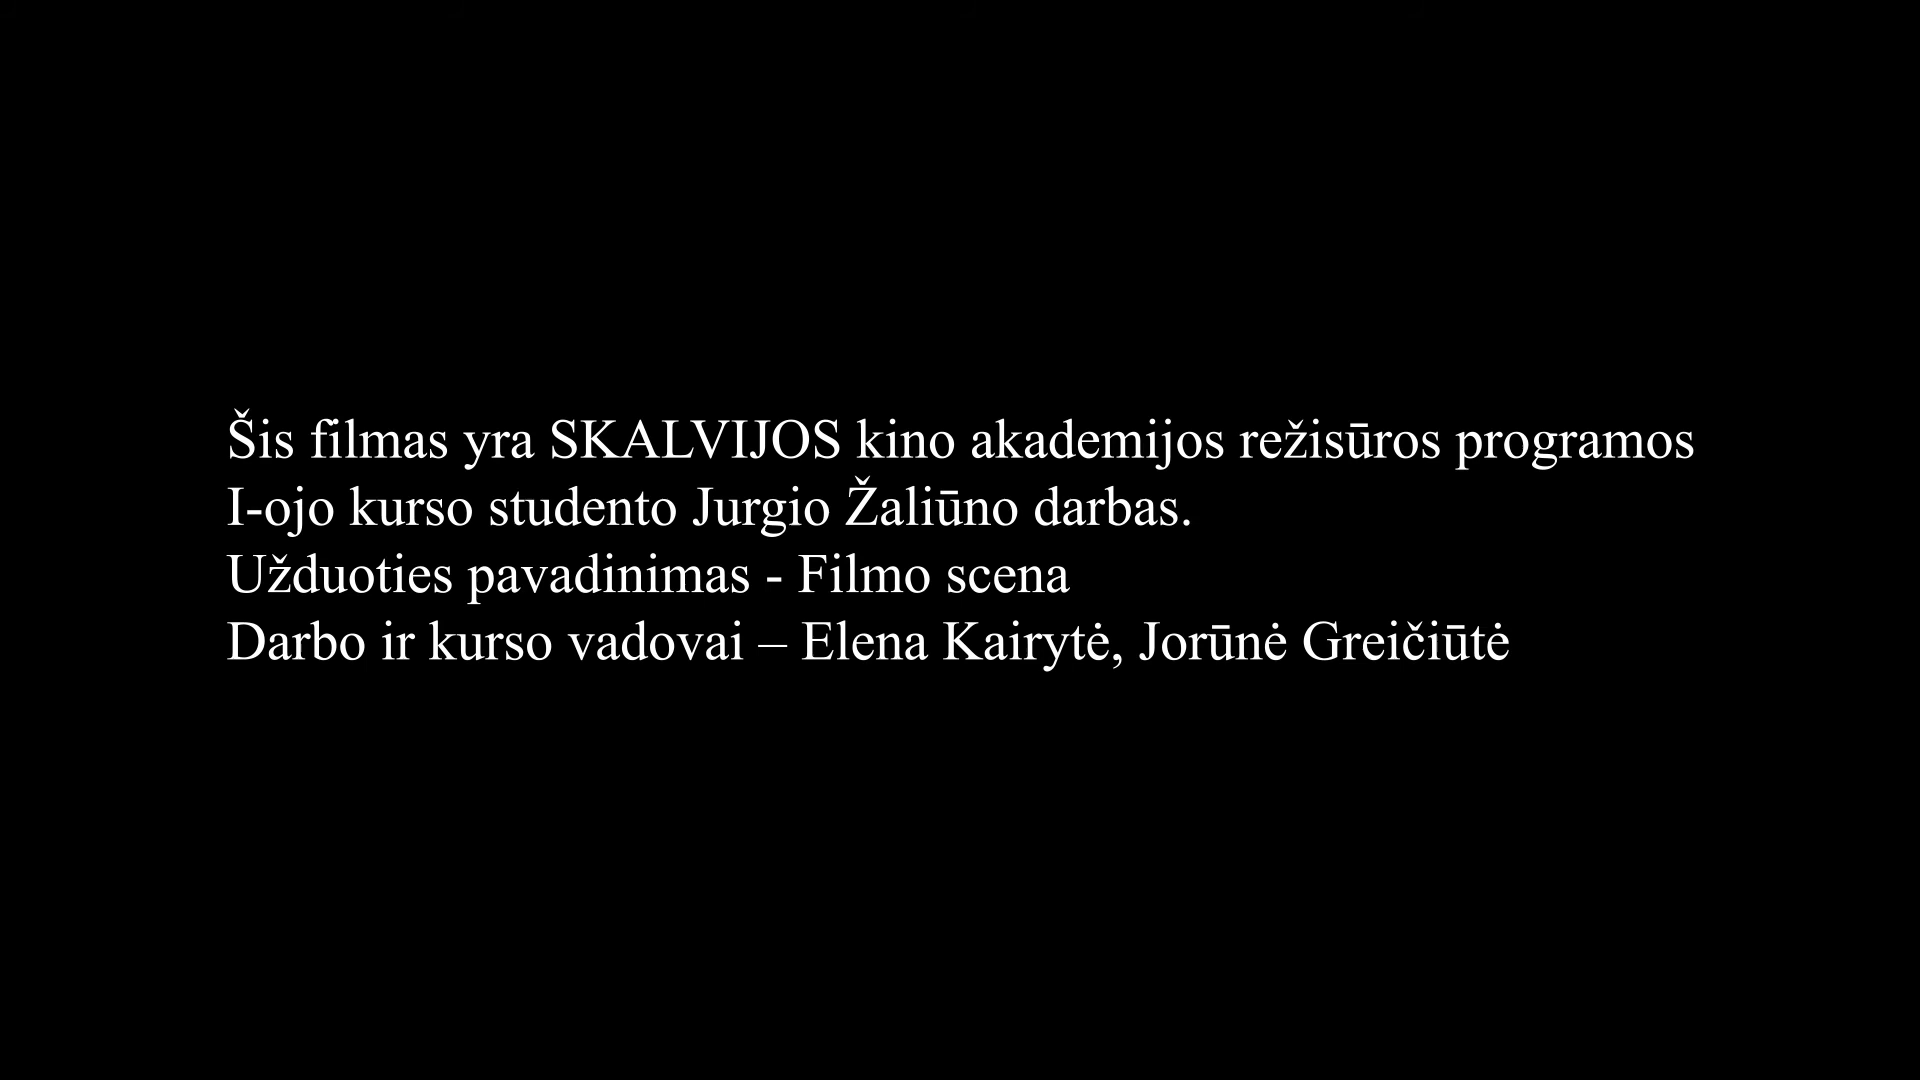 Šis filmas yra SKALVIJOS kino akademijos režisūros programos
I-ojo kurso studento Jurgio Žaliūno darbas.
Užduoties pavadinimas - Filmo scena
Darbo ir kurso vadovai – Elena Kairytė, Jorūnė Greičiūtė